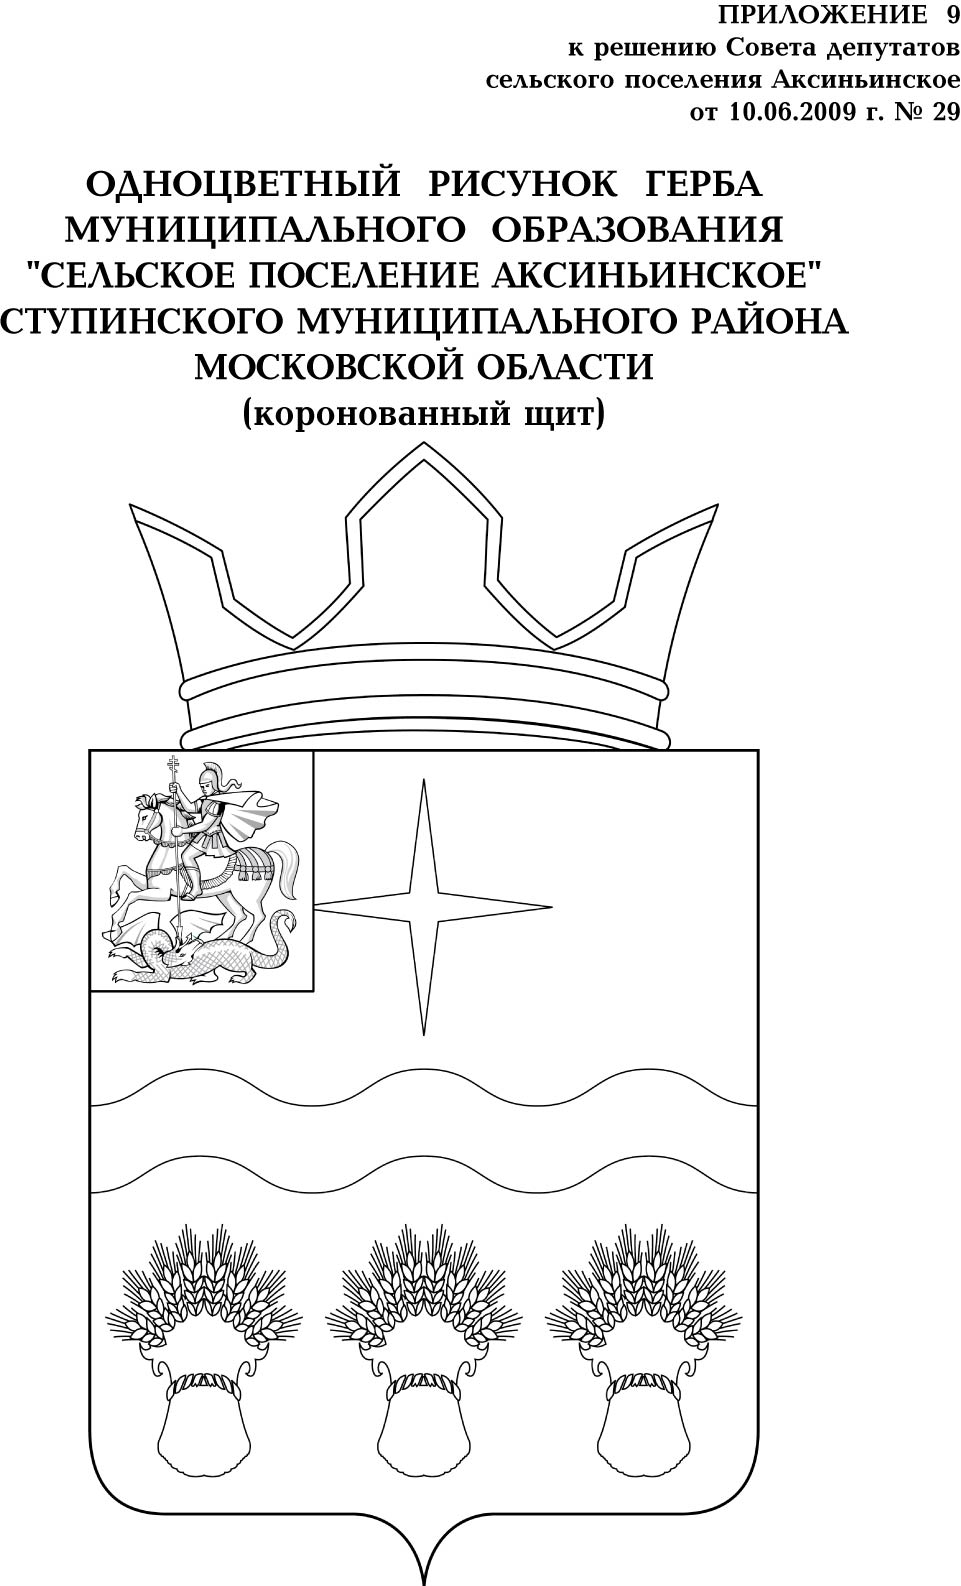 ПРИЛОЖЕНИЕ 9
к решению Совета депутатов
сельского поселения Аксиньинское
от 10.06.2009 г. № 29
ОДНОЦВЕТНЫЙ РИСУНОК ГЕРБА
МУНИЦИПАЛЬНОГО ОБРАЗОВАНИЯ
"СЕЛЬСКОЕ ПОСЕЛЕНИЕ АКСИНЬИНСКОЕ"
СТУПИНСКОГО МУНИЦИПАЛЬНОГО РАЙОНА
МОСКОВСКОЙ ОБЛАСТИ
(коронованный щит)